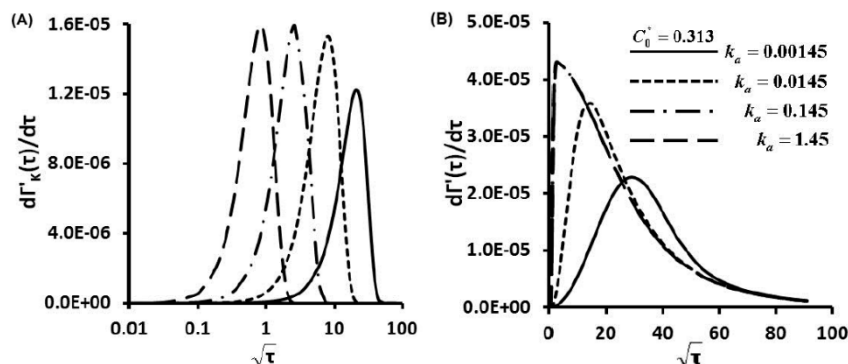 (A)
1.6E-05
1.2E-05
8.0E-06
4.0E-06
0.0E+00
dΓ'κ(τ)/dτ
0.01 0.1 1 10 100
√τ
(B)
5.0E-05
4.0E-05
3.0E-05
2.0E-05
1.0E-05
0.0E+00
dΓ'(τ)/dτ
C₀* = 0.313
kₐ = 0.00145
kₐ = 0.0145
kₐ = 0.145
kₐ = 1.45
0 20 40 60 80 100
√τ